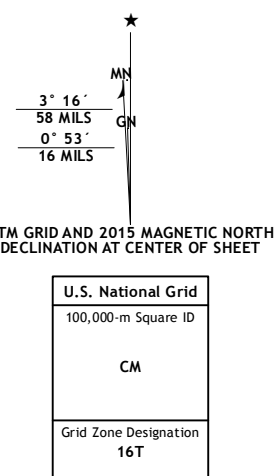 ★
MN
3° 16´
58 MILS
GN
0° 53´
16 MILS
TM GRID AND 2015 MAGNETIC NORTH
DECLINATION AT CENTER OF SHEET
U.S. National Grid
100,000-m Square ID
CM
Grid Zone Designation
16T